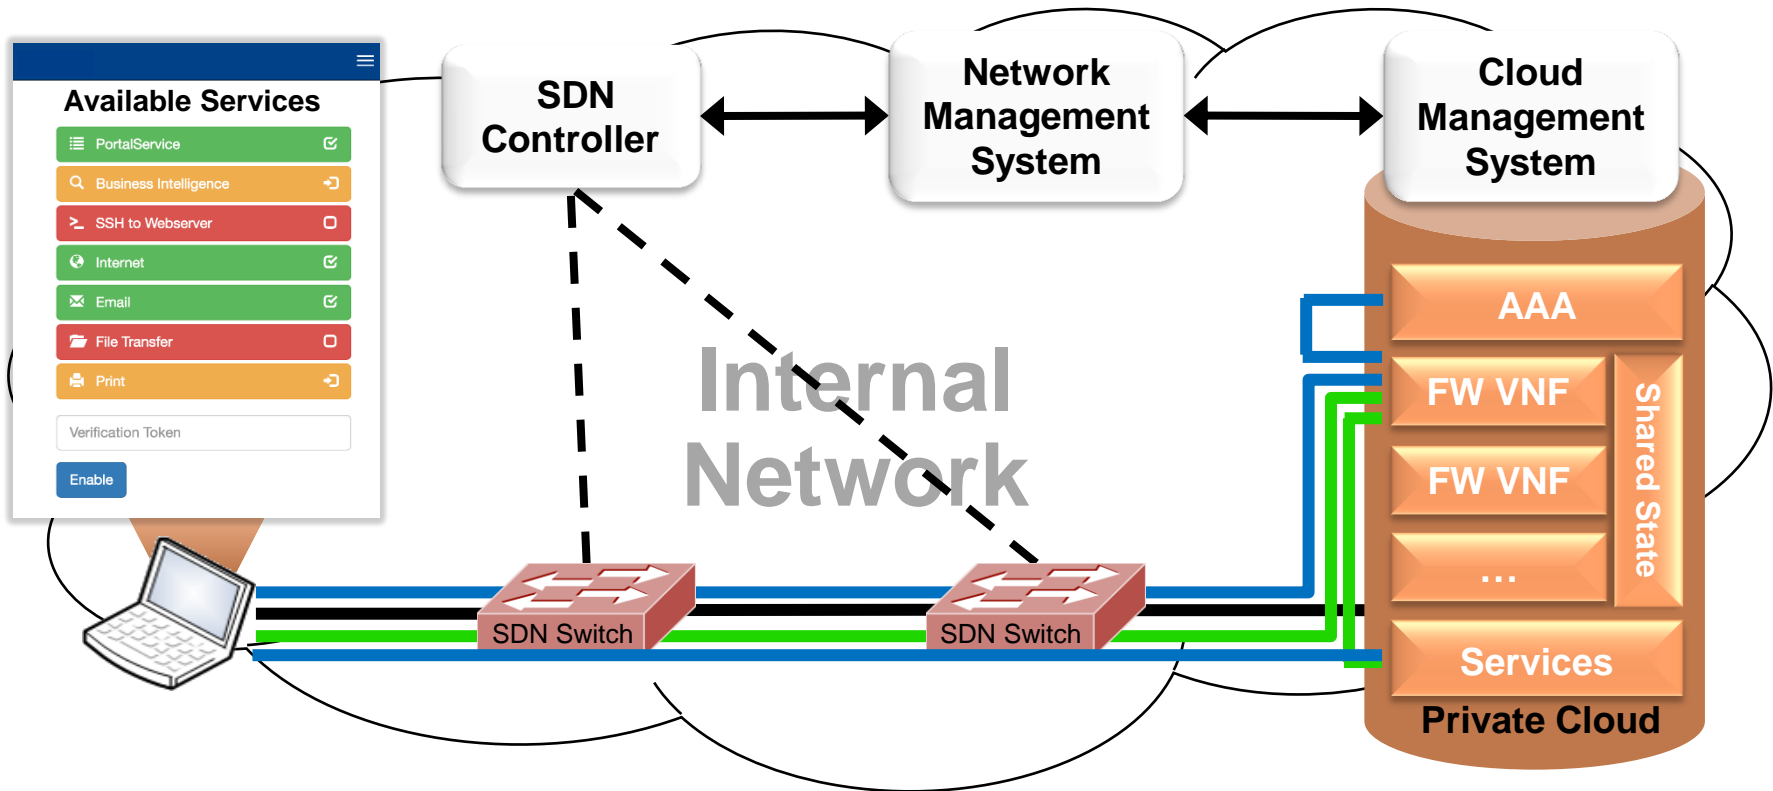 Available Services
PortalService
Business Intelligence
SSH to Webserver
Internet
Email
File Transfer
Print
Verification Token
Enable
SDN
Controller
Network
Management
System
Cloud
Management
System
Internal
Network
SDN Switch
SDN Switch
AAA
FW VNF
FW VNF
...
Shared State
Services
Private Cloud